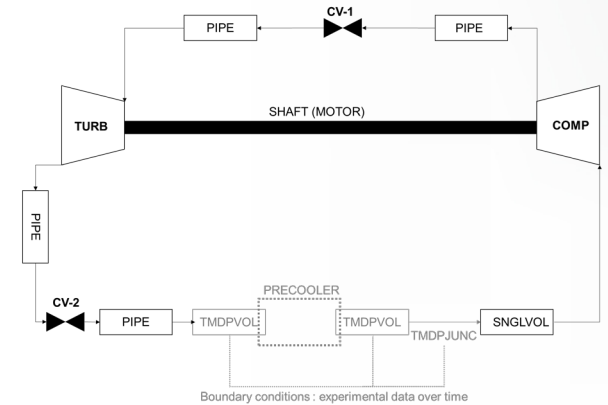 PIPE
CV-1
PIPE
TURB
SHAFT (MOTOR)
COMP
PIPE
CV-2
PIPE
PRECOOLER
TMDPVOL
TMDPVOL
TMDPJUNC
SNGLVOL
Boundary conditions : experimental data over time